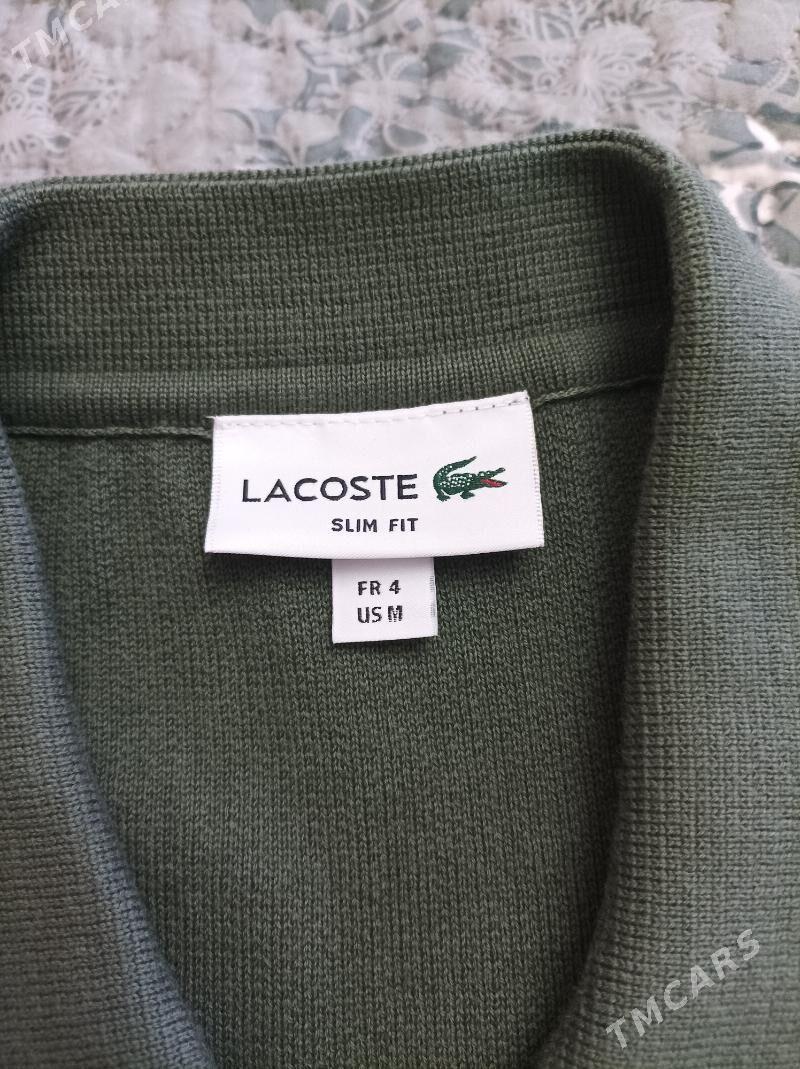 TMCARS
LACOSTE
SLIM FIT
FR 4
US M
TMCARS